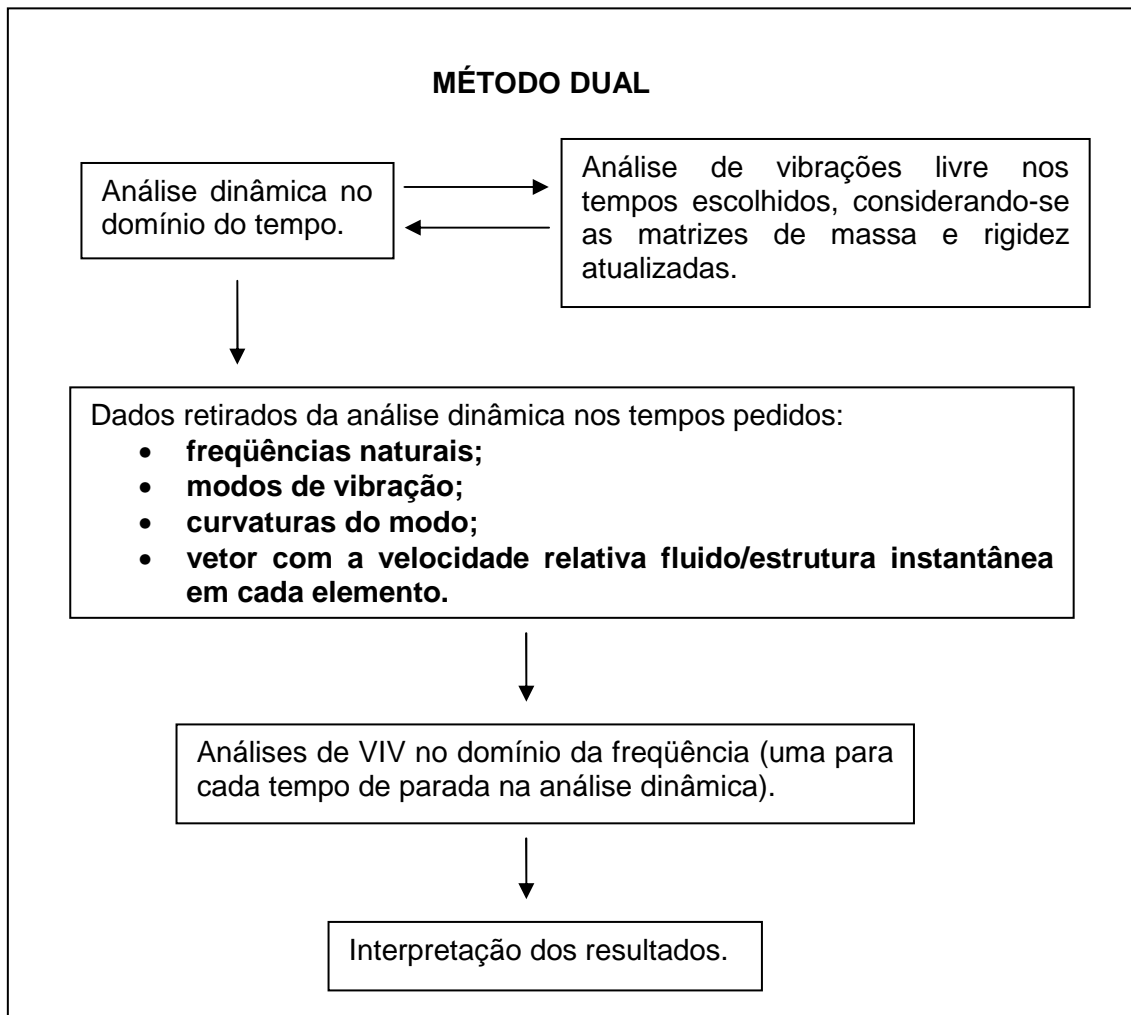 MÉTODO DUAL
Análise dinâmica no
domínio do tempo.
Análise de vibrações livre nos
tempos escolhidos, considerando-se
as matrizes de massa e rigidez
atualizadas.
Dados retirados da análise dinâmica nos tempos pedidos:
• freqüências naturais;
• modos de vibração;
• curvaturas do modo;
• vetor com a velocidade relativa fluido/estrutura instantânea
em cada elemento.
Análises de VIV no domínio da freqüência (uma para
cada tempo de parada na análise dinâmica).
Interpretação dos resultados.